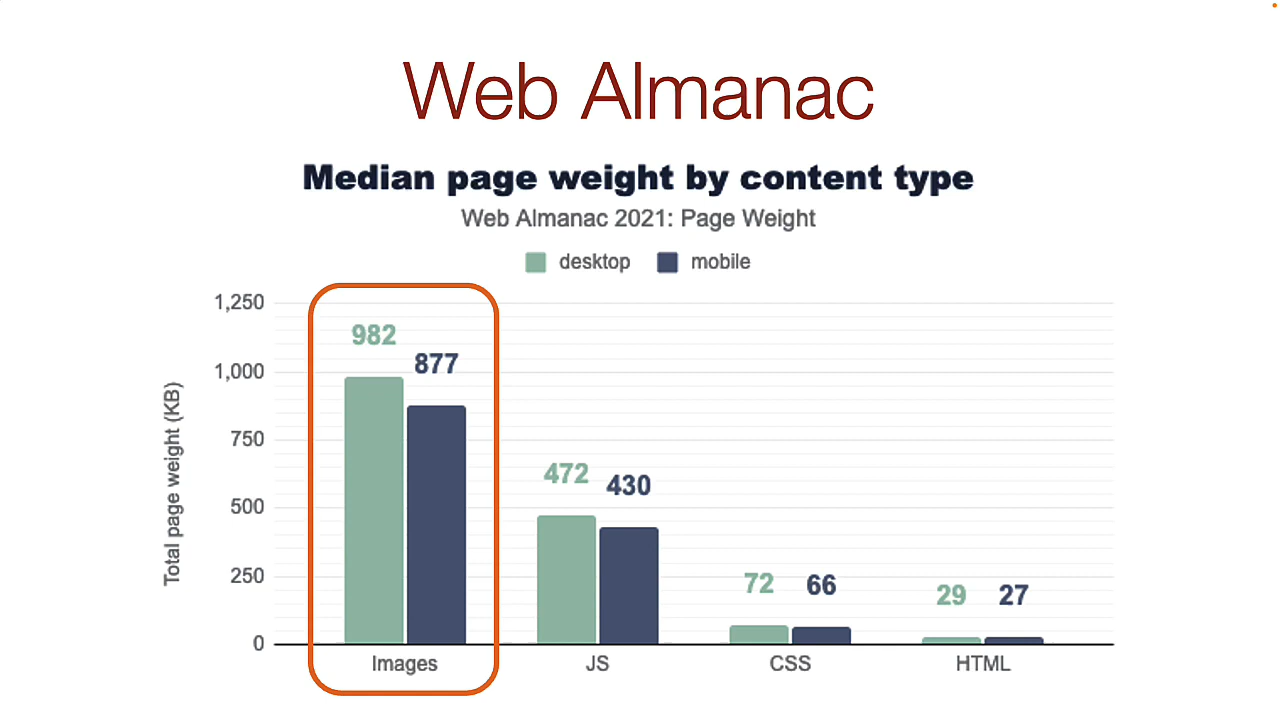 Web Almanac
Median page weight by content type
Web Almanac 2021: Page Weight
desktop mobile
1,250
1,000
750
500
250
0
Total page weight (KB)
982
877
472
430
72
66
29
27
Images JS CSS HTML